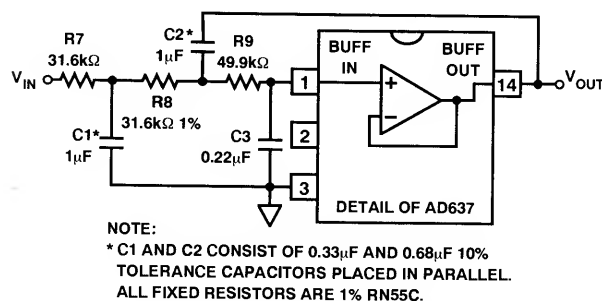 R7
31.6kΩ
VIN
C1*
1µF
R8
31.6kΩ 1%
C2*
1µF
R9
49.9kΩ
C3
0.22µF
1
2
3
BUFF
IN
BUFF
OUT
+
−
14
VOUT
DETAIL OF AD637
NOTE:
* C1 AND C2 CONSIST OF 0.33µF AND 0.68µF 10%
TOLERANCE CAPACITORS PLACED IN PARALLEL.
ALL FIXED RESISTORS ARE 1% RN55C.